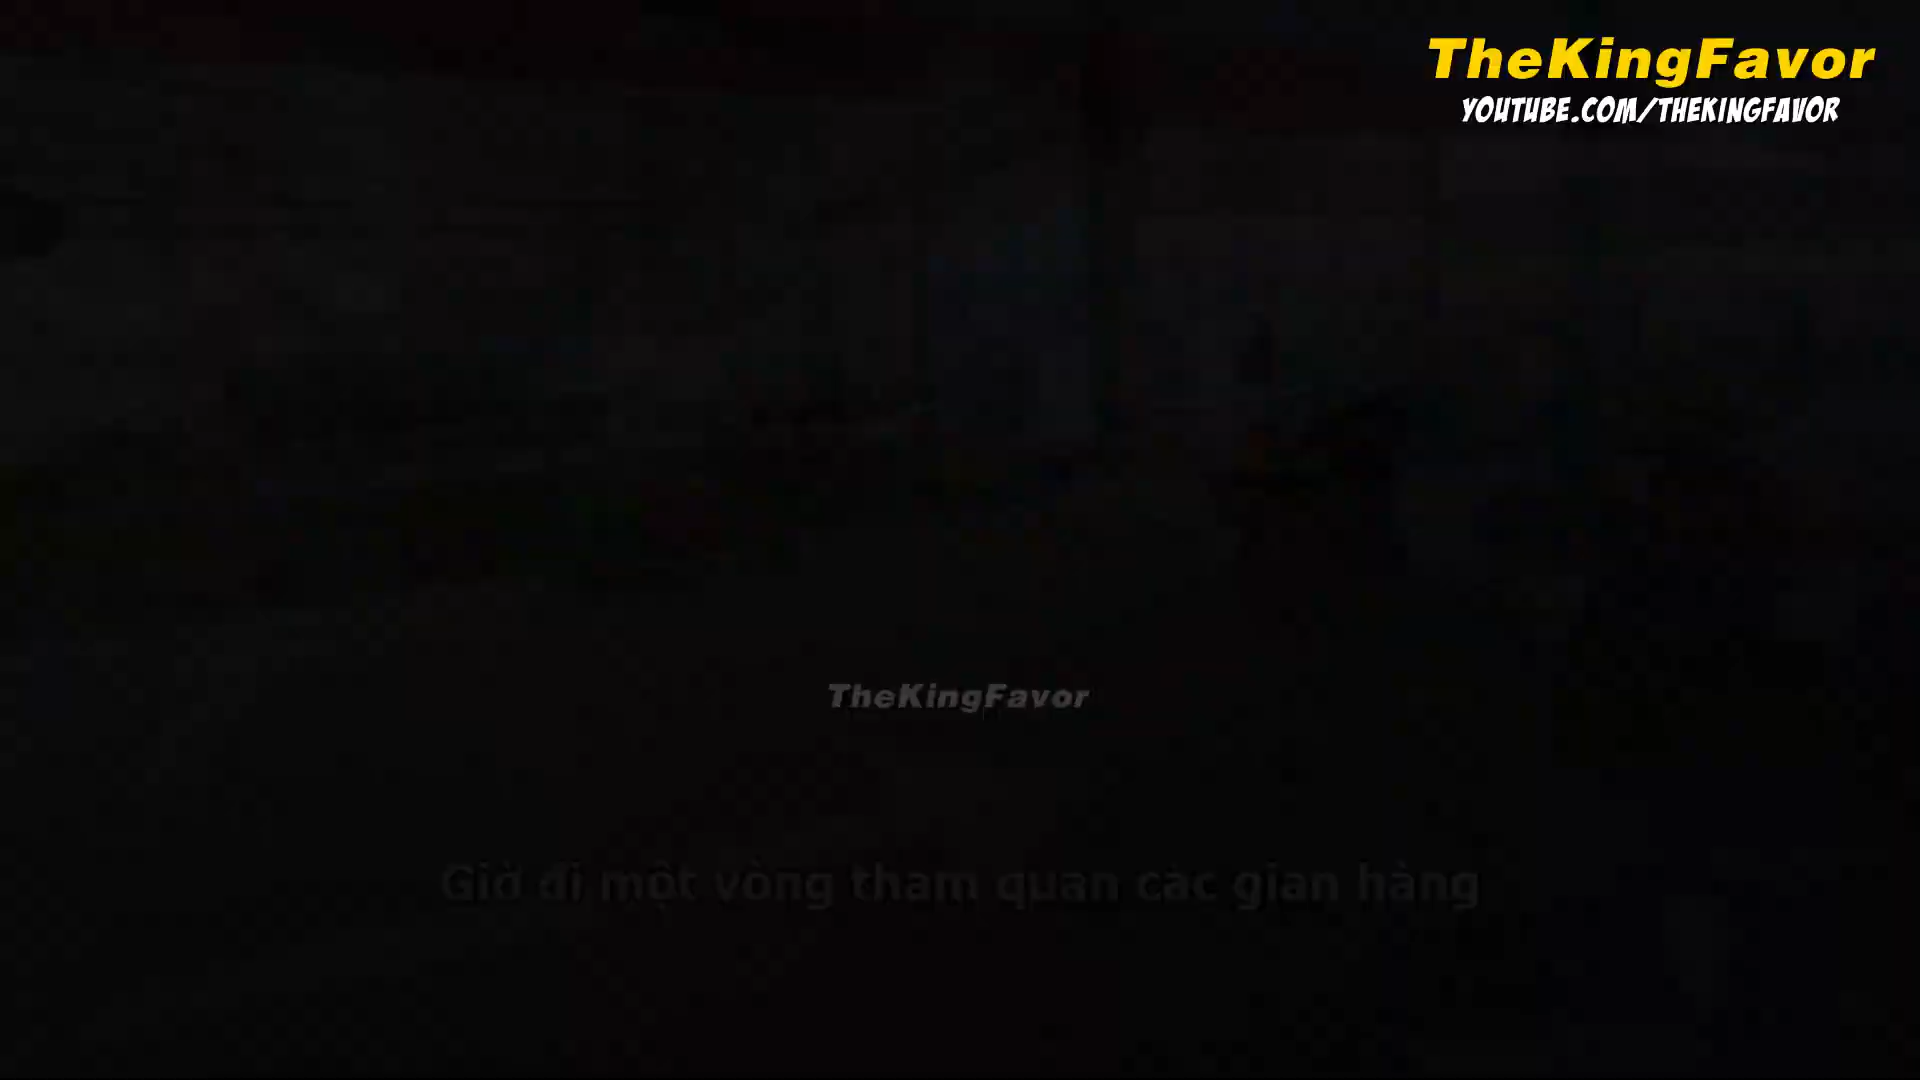 TheKingFavor
YOUTUBE.COM/THEKINGFAVOR
TheKingFavor
Giờ đi một vòng tham quan các gian hàng